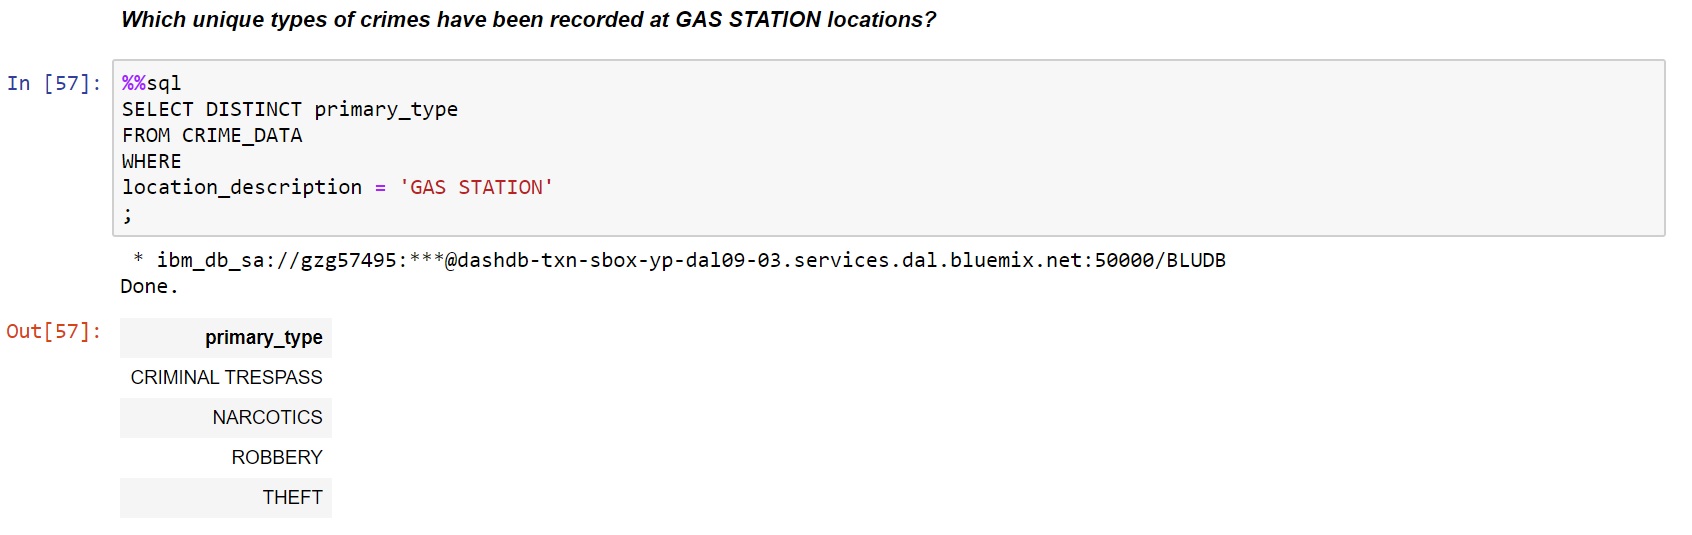 Which unique types of crimes have been recorded at GAS STATION locations?
In [57]:
%%sql
SELECT DISTINCT primary_type
FROM CRIME_DATA
WHERE
location_description = 'GAS STATION'
;
* ibm_db_sa://gzg57495:***@dashdb-txn-sbox-yp-dal09-03.services.dal.bluemix.net:50000/BLUDB
Done.
Out[57]:
primary_type
CRIMINAL TRESPASS
NARCOTICS
ROBBERY
THEFT